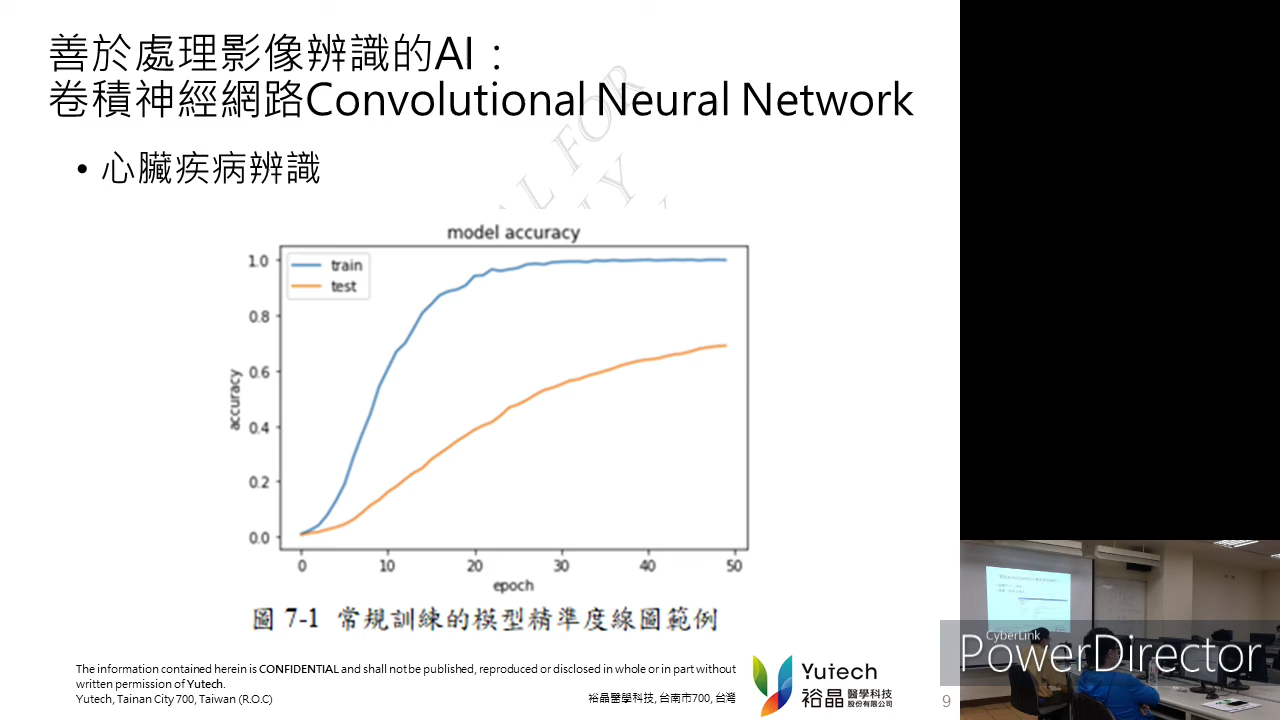 善於處理影像辨識的AI：
卷積神經網路Convolutional Neural Network
• 心臟疾病辨識
model accuracy
train
test
1.0
0.8
0.6
0.4
0.2
0.0
accuracy
0 10 20 30 40 50
epoch
圖 7-1 常規訓練的模型精準度線圖範例
The information contained herein is CONFIDENTIAL and shall not be published, reproduced or disclosed in whole or in part without
written permission of Yutech.
Yutech, Tainan City 700, Taiwan (R.O.C)
裕晶醫學科技, 台南市700, 台灣
Yutech
裕晶 醫學科技
股份有限公司
9
CyberLink
PowerDirector
FOR